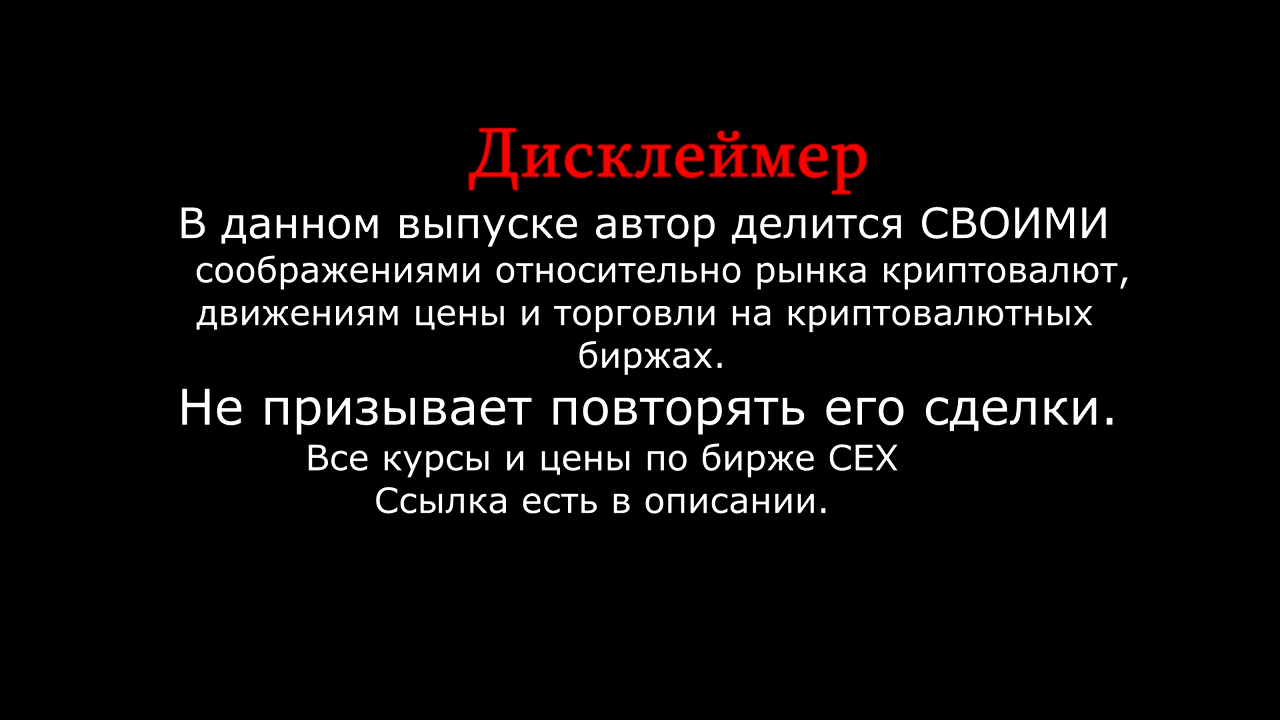 Дисклеймер
В данном выпуске автор делится СВОИМИ
соображениями относительно рынка криптовалют,
движениям цены и торговли на криптовалютных
биржах.
Не призывает повторять его сделки.
Все курсы и цены по бирже CEX
Ссылка есть в описании.